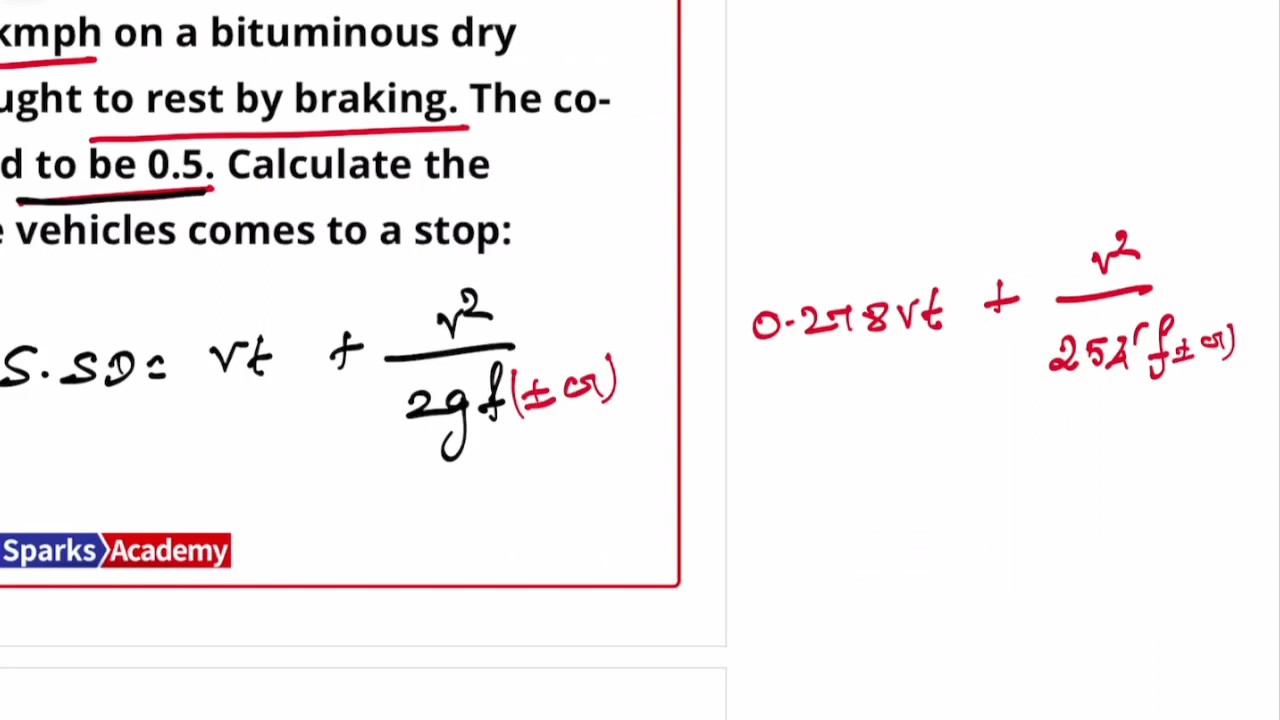 kmph on a bituminous dry
ught to rest by braking. The co-
d to be 0.5. Calculate the
e vehicles comes to a stop:
S.SD= vt + v²/2gf(± G)
0.278vt + v²/254(f ± G)
Sparks Academy